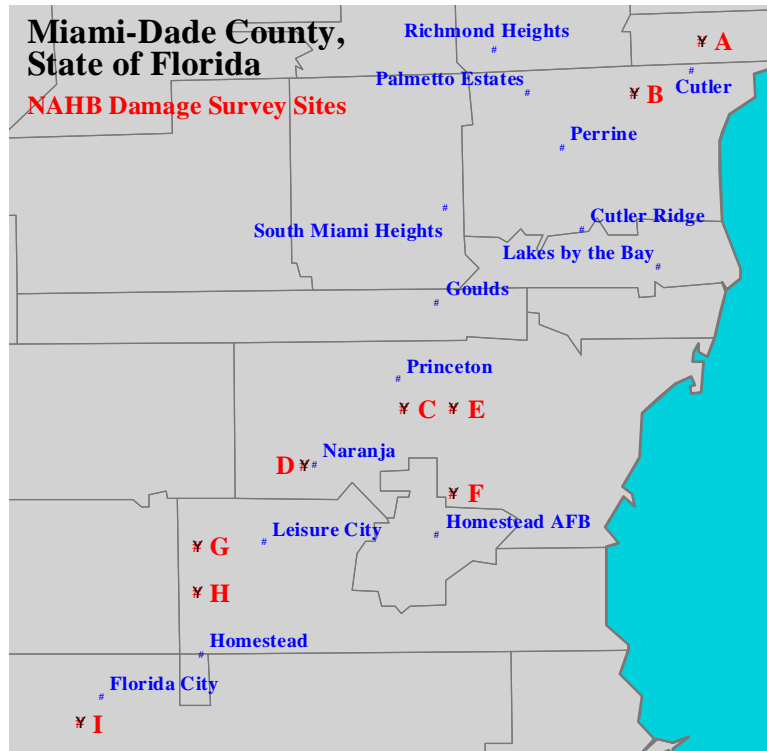 Miami-Dade County,
State of Florida
NAHB Damage Survey Sites
Richmond Heights
¥ A
Palmetto Estates
Cutler
¥ B
Perrine
South Miami Heights
Cutler Ridge
Lakes by the Bay
Goulds
Princeton
¥ C
¥ E
D ¥
Naranja
¥ F
Leisure City
Homestead AFB
¥ G
¥ H
Homestead
Florida City
¥ I